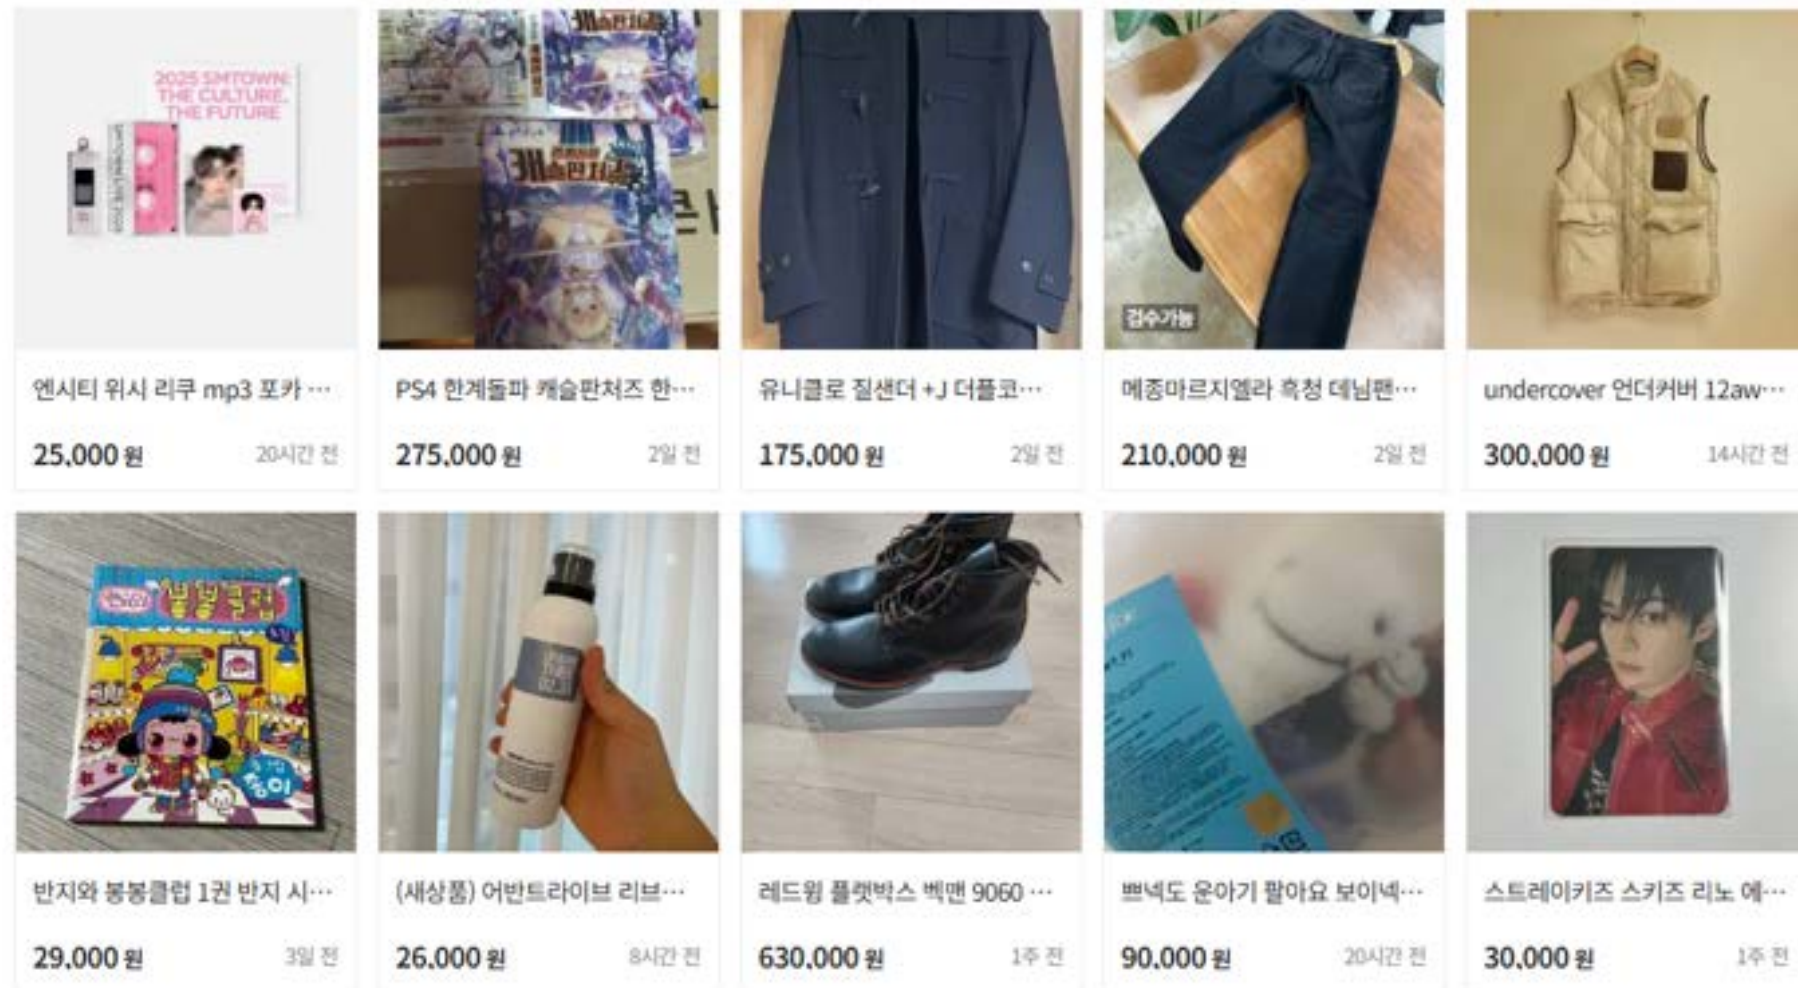 2025 SMTOWN:
THE CULTURE,
THE FUTURE
캐슬판처즈
검수가능
엔시티 위시 리쿠 mp3 포카 …
PS4 한계돌파 캐슬판처즈 한…
유니클로 질샌더 +J 더플코…
메종마르지엘라 흑청 데님팬…
undercover 언더커버 12aw…
25,000 원
20시간 전
275,000 원
2일 전
175,000 원
2일 전
210,000 원
2일 전
300,000 원
14시간 전
반지와 봉봉클럽 1권 반지 시…
(새상품) 어반트라이브 리브…
레드윙 플랫박스 벡맨 9060 …
쁘넥도 운아기 팔아요 보이넥…
스트레이키즈 스키즈 리노 에…
29,000 원
3일 전
26,000 원
8시간 전
630,000 원
1주 전
90,000 원
20시간 전
30,000 원
1주 전